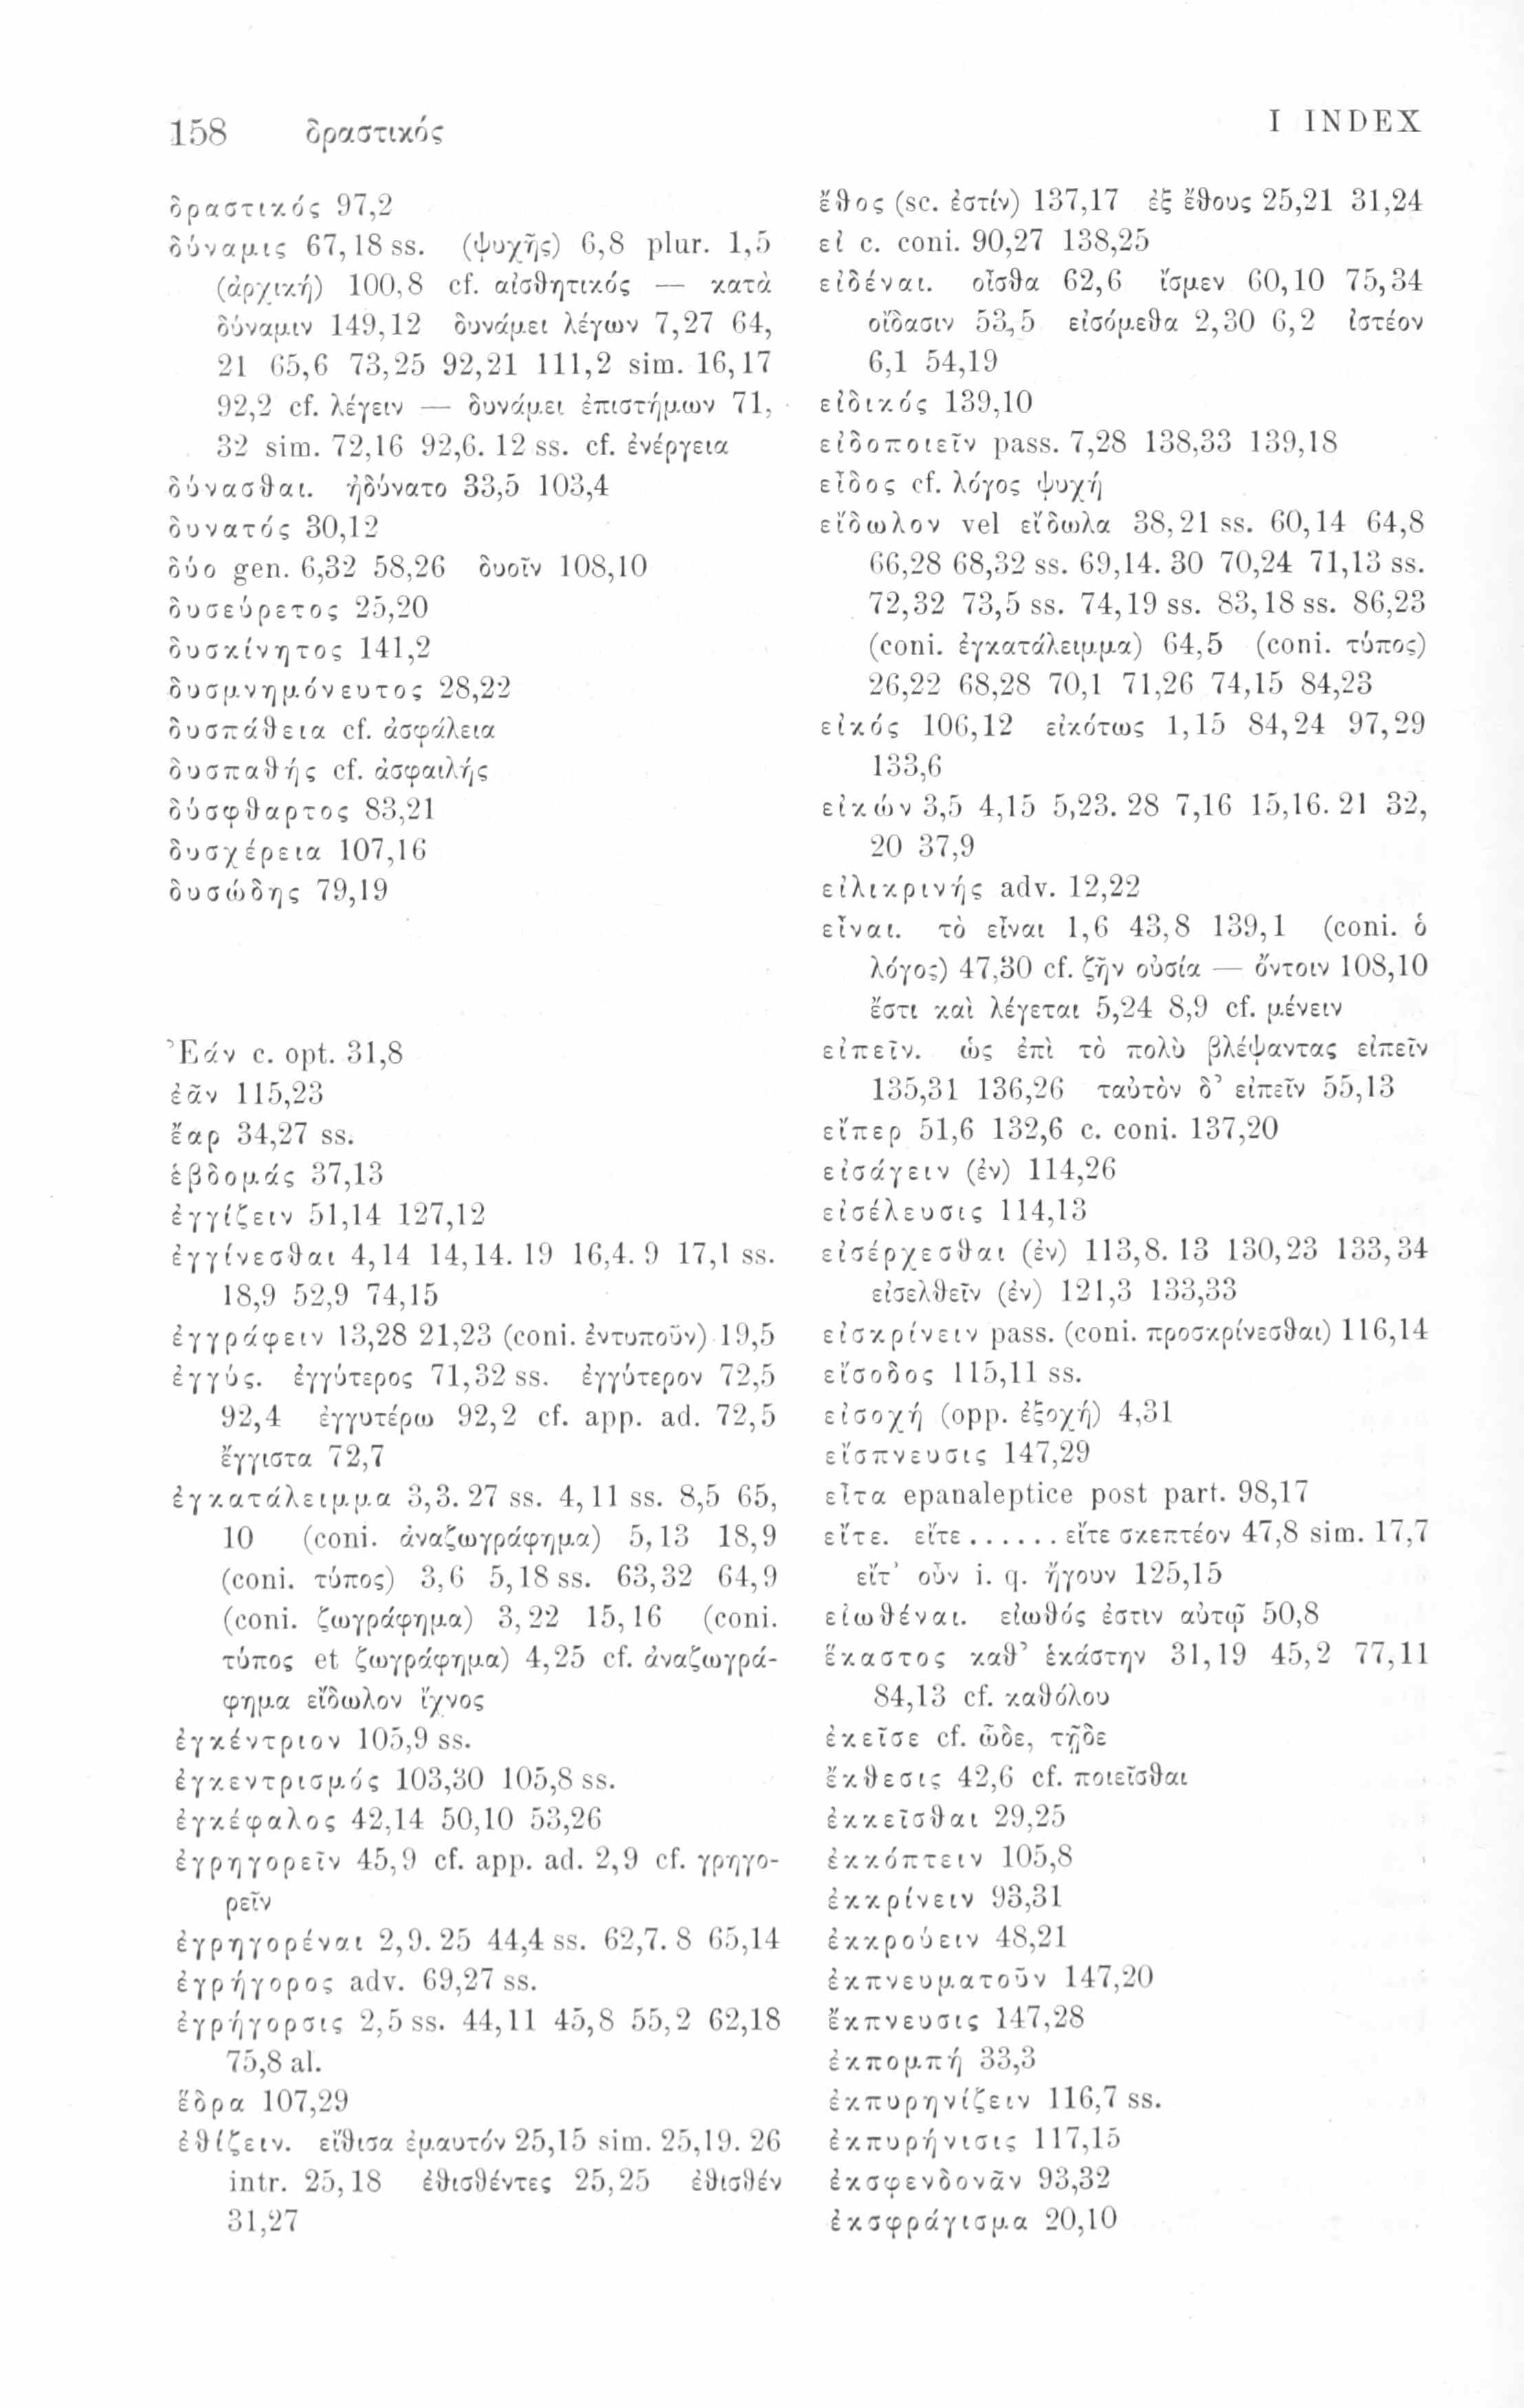 158 δραστικός
I INDEX
δραστικός 97,2
δύναμις 67,18 ss. (ψυχῆς) 6,8 plur. 1,5
(ἀρχική) 100,8 cf. αἰσθητικός — κατὰ
δύναμιν 149,12 δυνάμει λέγων 7,27 64,
21 65,6 73,25 92,21 111,2 sim. 16,17
92,2 cf. λέγειν — δυνάμει ἐπιστήμων 71,
32 sim. 72,16 92,6. 12 ss. cf. ἐνέργεια
δύνασθαι. ἠδύνατο 33,5 103,4
δυνατός 30,12
δύο gen. 6,32 58,26 δυοῖν 108,10
δυσεύρετος 25,20
δυσκίνητος 141,2
δυσμνημόνευτος 28,22
δυσπάθεια cf. ἀσφάλεια
δυσπαθής cf. ἀσφαιλής
δύσφθαρτος 83,21
δυσχέρεια 107,16
δυσώδης 79,19
Ἐάν c. opt. 31,8
ἐᾶν 115,23
ἔαρ 34,27 ss.
ἑβδομάς 37,13
ἐγγίζειν 51,14 127,12
ἐγγίνεσθαι 4,14 14,14. 19 16,4. 9 17,1 ss.
18,9 52,9 74,15
ἐγγράφειν 13,28 21,23 (coni. ἐντυποῦν) 19,5
ἐγγύς. ἐγγύτερος 71,32 ss. ἐγγύτερον 72,5
92,4 ἐγγυτέρω 92,2 cf. app. ad. 72,5
ἔγγιστα 72,7
ἐγκατάλειμμα 3,3. 27 ss. 4,11 ss. 8,5 65,
10 (coni. ἀναζωγράφημα) 5,13 18,9
(coni. τύπος) 3,6 5,18 ss. 63,32 64,9
(coni. ζωγράφημα) 3,22 15,16 (coni.
τύπος et ζωγράφημα) 4,25 cf. ἀναζωγρά-
φημα εἴδωλον ἴχνος
ἐγκέντριον 105,9 ss.
ἐγκεντρισμός 103,30 105,8 ss.
ἐγκέφαλος 42,14 50,10 53,26
ἐγρηγορεῖν 45,9 cf. app. ad. 2,9 cf. γρηγο-
ρεῖν
ἐγρηγορέναι 2,9. 25 44,4 ss. 62,7. 8 65,14
ἐγρήγορος adv. 69,27 ss.
ἐγρήγορσις 2,5 ss. 44,11 45,8 55,2 62,18
75,8 al.
ἕδρα 107,29
ἐθίζειν. εἴθισα ἐμαυτόν 25,15 sim. 25,19. 26
intr. 25,18 ἐθισθέντες 25,25 ἐθισθέν
31,27
ἔθος (sc. ἐστίν) 137,17 ἐξ ἔθους 25,21 31,24
εἰ c. coni. 90,27 138,25
εἰδέναι. οἶσθα 62,6 ἴσμεν 60,10 75,34
οἴδασιν 53,5 εἰσόμεθα 2,30 6,2 ἰστέον
6,1 54,19
εἰδικός 139,10
εἰδοποιεῖν pass. 7,28 138,33 139,18
εἶδος cf. λόγος ψυχή
εἴδωλον vel εἴδωλα 38,21 ss. 60,14 64,8
66,28 68,32 ss. 69,14. 30 70,24 71,13 ss.
72,32 73,5 ss. 74,19 ss. 83,18 ss. 86,23
(coni. ἐγκατάλειμμα) 64,5 (coni. τύπος)
26,22 68,28 70,1 71,26 74,15 84,23
εἰκός 106,12 εἰκότως 1,15 84,24 97,29
133,6
εἰκών 3,5 4,15 5,23. 28 7,16 15,16. 21 32,
20 37,9
εἰλικρινής adv. 12,22
εἶναι. τὸ εἶναι 1,6 43,8 139,1 (coni. ὁ
λόγος) 47,30 cf. ζῆν οὐσία — ὄντοιν 108,10
ἔστι καὶ λέγεται 5,24 8,9 cf. μένειν
εἰπεῖν. ὡς ἐπὶ τὸ πολὺ βλέψαντας εἰπεῖν
135,31 136,26 ταὐτὸν δ’ εἰπεῖν 55,13
εἴπερ 51,6 132,6 c. coni. 137,20
εἰσάγειν (ἐν) 114,26
εἰσέλευσις 114,13
εἰσέρχεσθαι (ἐν) 113,8. 13 130,23 133,34
εἰσελθεῖν (ἐν) 121,3 133,33
εἰσκρίνειν pass. (coni. προσκρίνεσθαι) 116,14
εἴσοδος 115,11 ss.
εἰσοχή (opp. ἐξοχή) 4,31
εἴσπνευσις 147,29
εἶτα epanaleptice post part. 98,17
εἴτε. εἴτε ...... εἴτε σκεπτέον 47,8 sim. 17,7
εἴτ’ οὖν i. q. ἤγουν 125,15
εἰωθέναι. εἰωθός ἐστιν αὐτῷ 50,8
ἕκαστος καθ’ ἑκάστην 31,19 45,2 77,11
84,13 cf. καθόλου
ἐκεῖσε cf. ὧδε, τῇδε
ἔκθεσις 42,6 cf. ποιεῖσθαι
ἐκκεῖσθαι 29,25
ἐκκόπτειν 105,8
ἐκκρίνειν 93,31
ἐκκρούειν 48,21
ἐκπνευματοῦν 147,20
ἔκπνευσις 147,28
ἐκπομπή 33,3
ἐκπυρηνίζειν 116,7 ss.
ἐκπυρήνισις 117,15
ἐκσφενδονᾶν 93,32
ἐκσφράγισμα 20,10